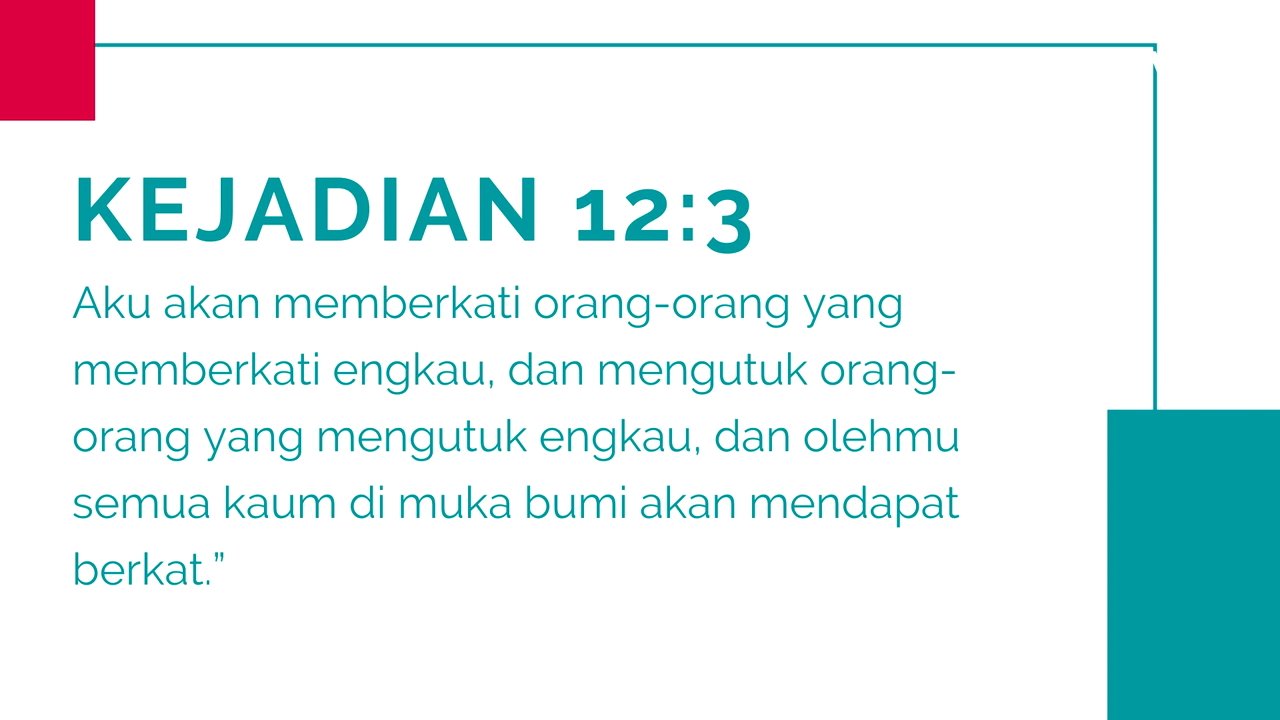 KEJADIAN 12:3
Aku akan memberkati orang-orang yang
memberkati engkau, dan mengutuk orang-
orang yang mengutuk engkau, dan olehmu
semua kaum di muka bumi akan mendapat
berkat.”